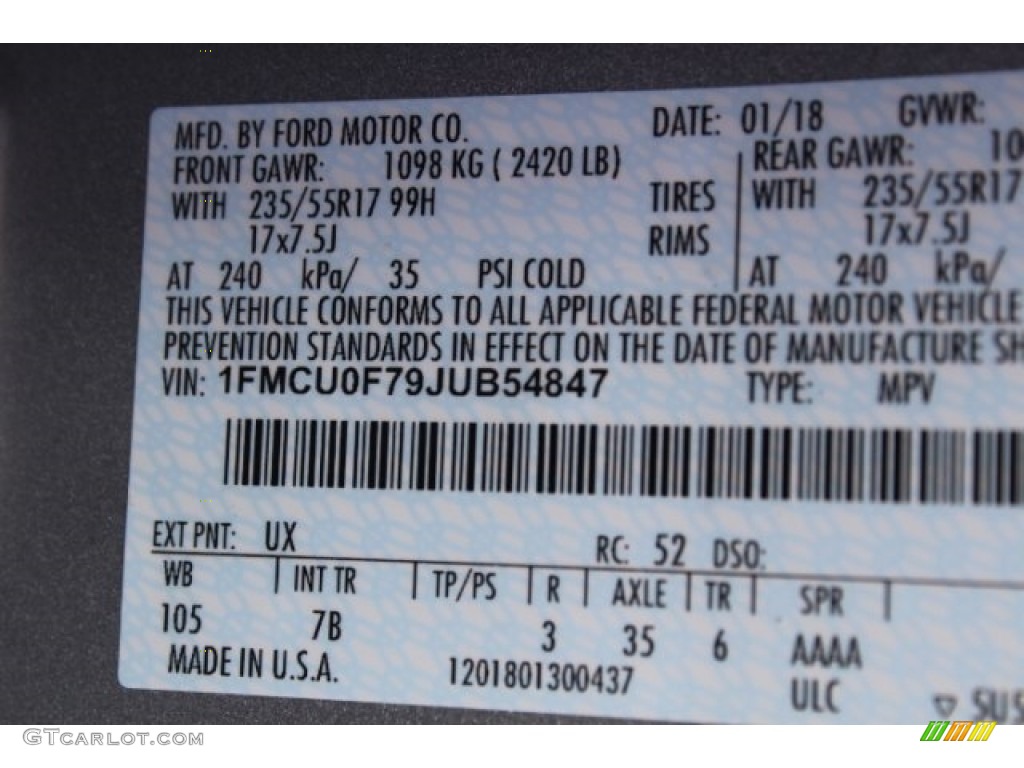 MFD. BY FORD MOTOR CO. DATE: 01/18 GVWR:
FRONT GAWR: 1098 KG ( 2420 LB) REAR GAWR: 10
WITH 235/55R17 99H TIRES WITH 235/55R17
17x7.5J RIMS 17x7.5J
AT 240 kPa/ 35 PSI COLD AT 240 kPa/
THIS VEHICLE CONFORMS TO ALL APPLICABLE FEDERAL MOTOR VEHICLE
PREVENTION STANDARDS IN EFFECT ON THE DATE OF MANUFACTURE SH
VIN: 1FMCU0F79JUB54847 TYPE: MPV
EXT PNT: UX RC: 52 DSO:
WB INT TR TP/PS R AXLE TR SPR
105 7B 3 35 6 AAAA
MADE IN U.S.A. 1201801300437 ULC ▽ SUS
GTCarlot.com